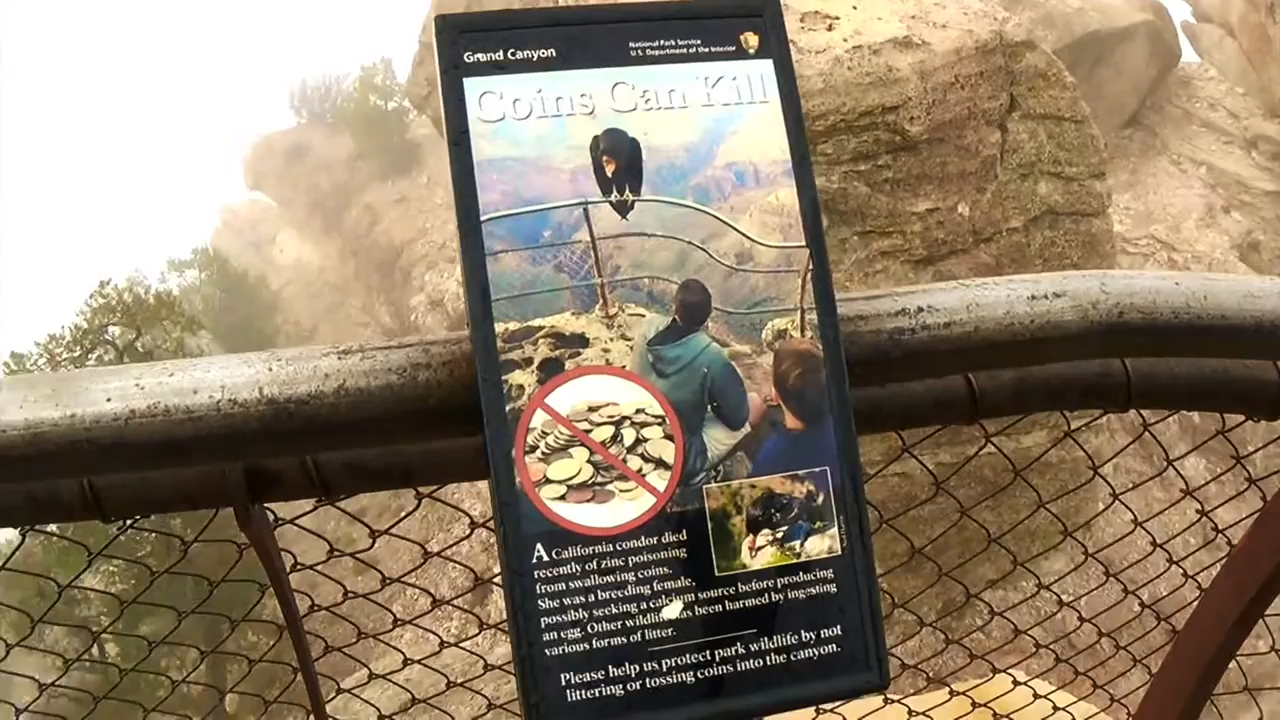 Grand Canyon
National Park Service
U.S. Department of the Interior
Coins Can Kill
A California condor died
recently of zinc poisoning
from swallowing coins.
She was a breeding female,
possibly seeking a calcium source before producing
an egg. Other wildlife has been harmed by ingesting
various forms of litter.
Please help us protect park wildlife by not
littering or tossing coins into the canyon.